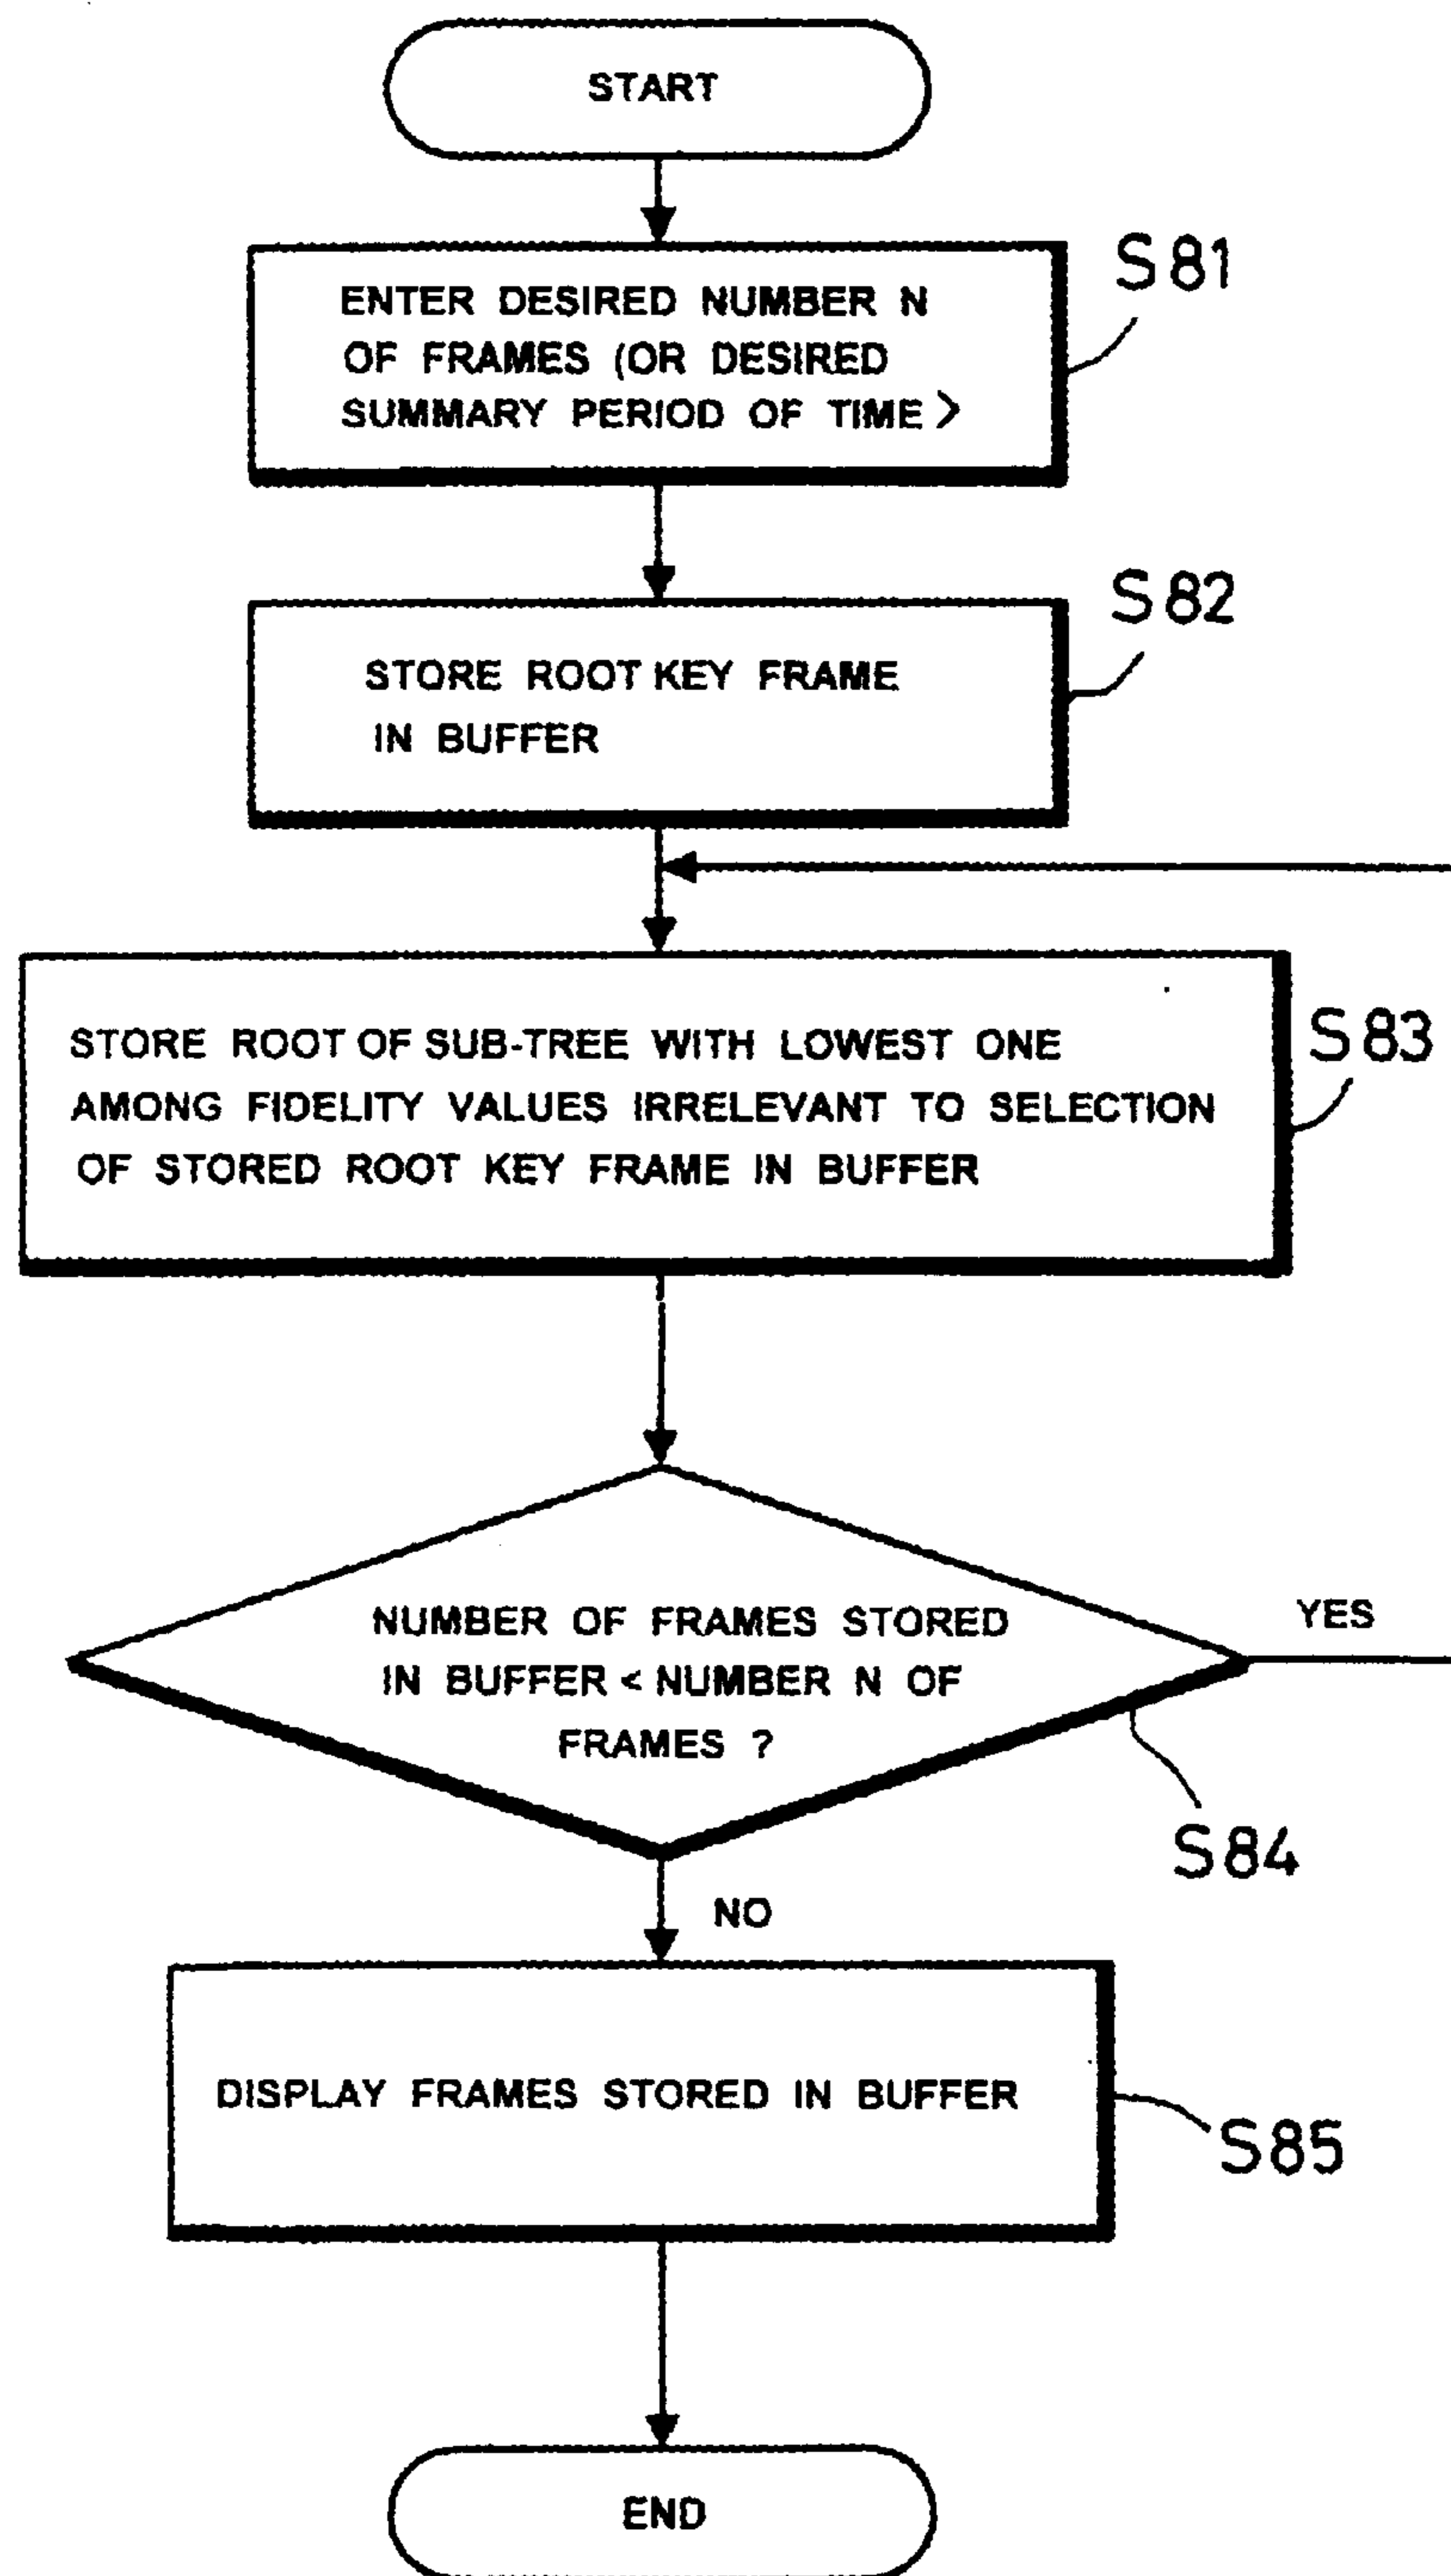 START
S81
ENTER DESIRED NUMBER N
OF FRAMES (OR DESIRED
SUMMARY PERIOD OF TIME >
S82
STORE ROOT KEY FRAME
IN BUFFER
S83
STORE ROOT OF SUB-TREE WITH LOWEST ONE
AMONG FIDELITY VALUES IRRELEVANT TO SELECTION
OF STORED ROOT KEY FRAME IN BUFFER
NUMBER OF FRAMES STORED
IN BUFFER < NUMBER N OF
FRAMES ?
YES
S84
NO
DISPLAY FRAMES STORED IN BUFFER
S85
END